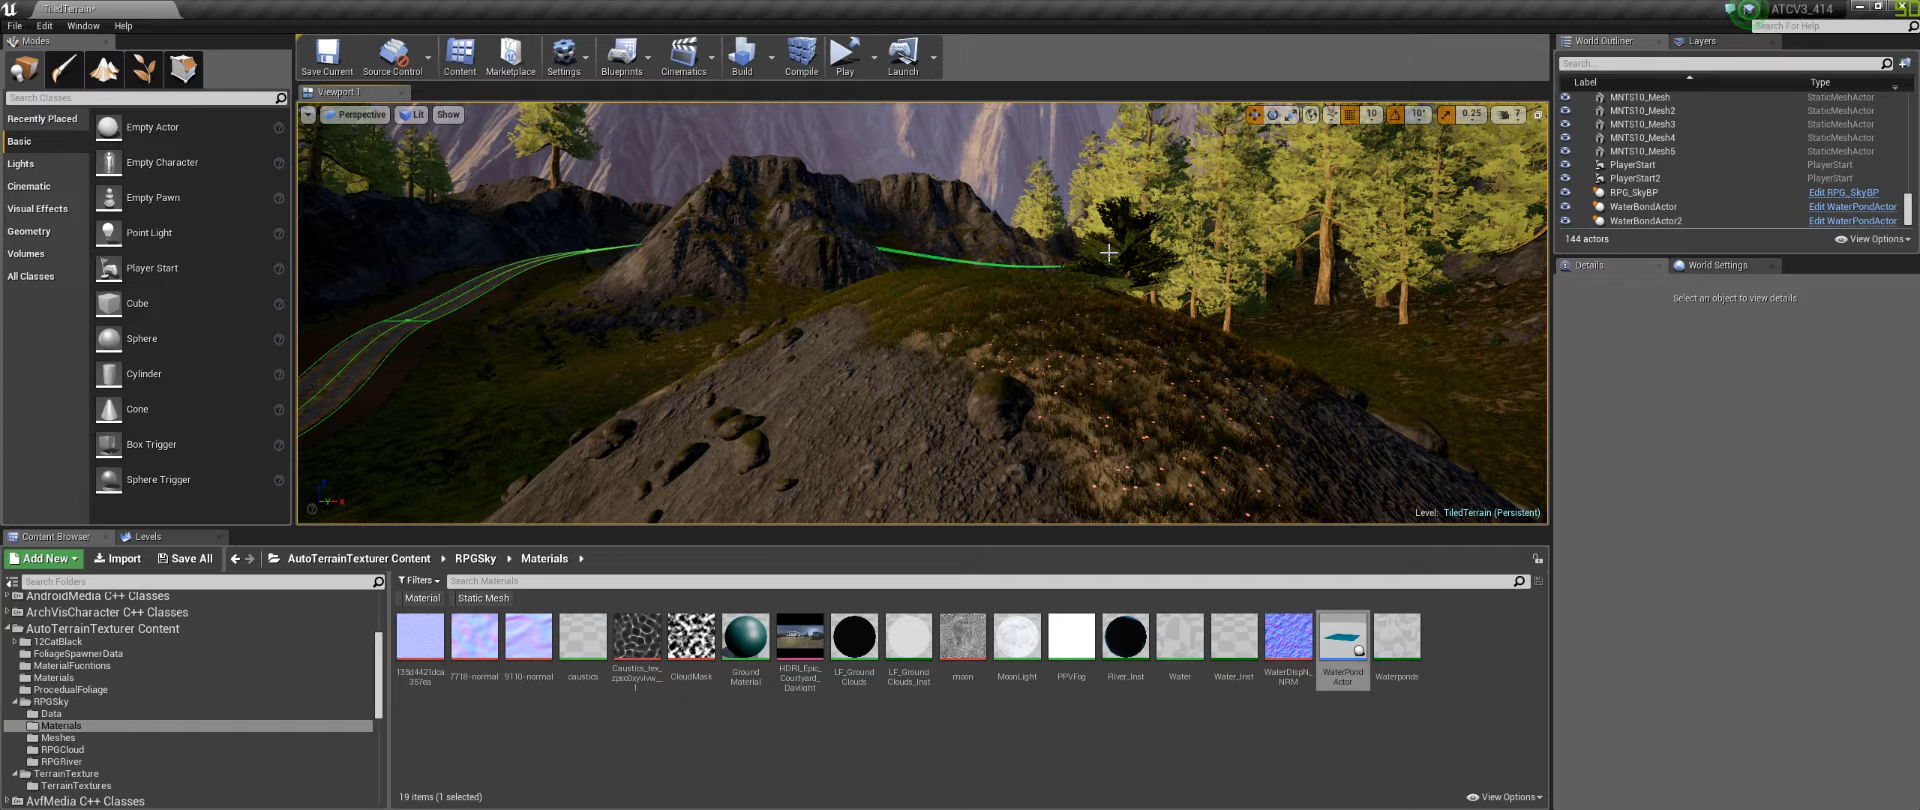 TiledTerrain*
ATCV3_414
File Edit Window Help
Search For Help
Modes
Save Current
Source Control
Content
Marketplace
Settings
Blueprints
Cinematics
Build
Compile
Play
Launch
World Outliner
Layers
Search...
Label
Type
MNTS10_Mesh StaticMeshActor
MNTS10_Mesh2 StaticMeshActor
MNTS10_Mesh3 StaticMeshActor
MNTS10_Mesh4 StaticMeshActor
MNTS10_Mesh5 StaticMeshActor
PlayerStart PlayerStart
PlayerStart2 PlayerStart
RPG_SkyBP Edit RPG_SkyBP
WaterBondActor Edit WaterPondActor
WaterBondActor2 Edit WaterPondActor
144 actors
View Options
Details
World Settings
Select an object to view details
Search Classes
Recently Placed
Basic
Lights
Cinematic
Visual Effects
Geometry
Volumes
All Classes
Empty Actor
Empty Character
Empty Pawn
Point Light
Player Start
Cube
Sphere
Cylinder
Cone
Box Trigger
Sphere Trigger
Viewport 1
Perspective
Lit
Show
10
10°
0.25
7
Z
Y
X
Level: TiledTerrain (Persistent)
Content Browser
Levels
Add New
Import
Save All
AutoTerrainTexturer Content
RPGSky
Materials
Search Folders
Filters
Search Materials
Material
Static Mesh
AndroidMedia C++ Classes
ArchVisCharacter C++ Classes
AutoTerrainTexturer Content
12CatBlack
FoliageSpawnerData
MaterialFucntions
Materials
ProcedualFoliage
RPGSky
Data
Materials
Meshes
RPGCloud
RPGRiver
TerrainTexture
TerrainTextures
AvfMedia C++ Classes
7718-normal
9110-normal
caustics
CloudMask
Ground
Material
HDRI_Epic_
Courtyard_
Daylight
LF_Ground
Clouds
LF_Ground
Clouds_Inst
moon
MoonLight
PPVFog
River_Inst
Water
Water_Inst
WaterDispN_
NRM
WaterPond
Actor
Waterponds
19 items (1 selected)
View Options